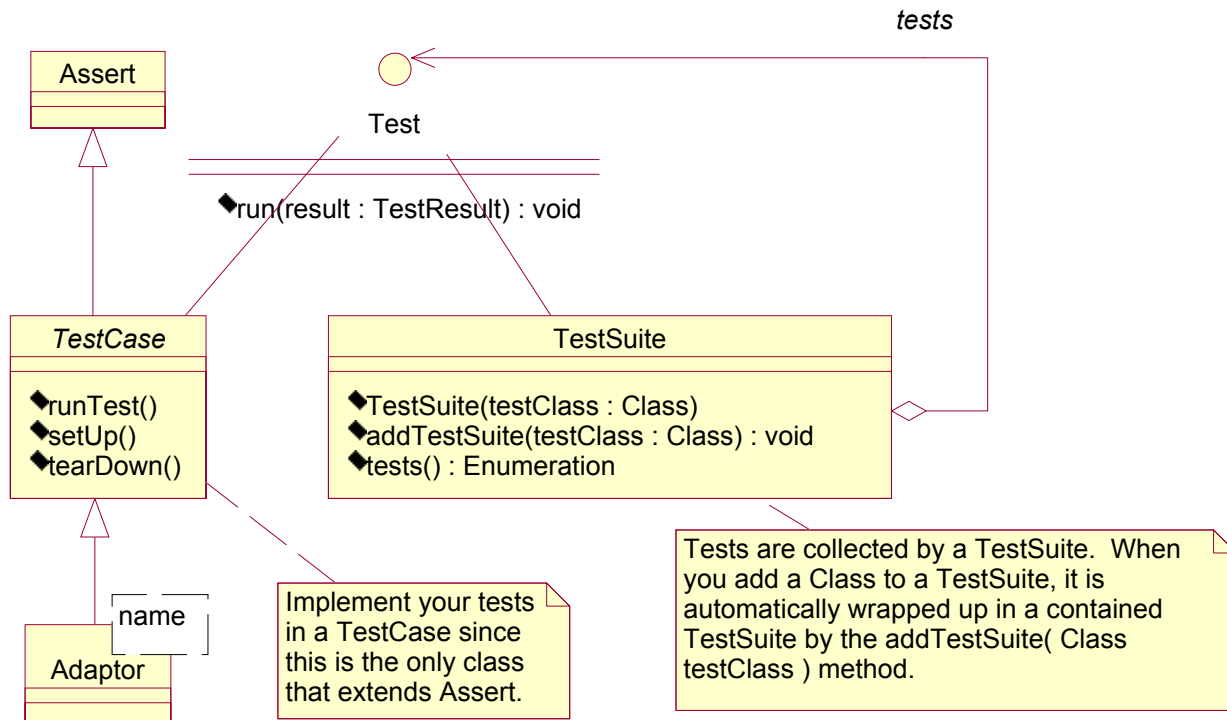 tests
Assert
Test
run(result : TestResult) : void
TestCase
runTest()
setUp()
tearDown()
TestSuite
TestSuite(testClass : Class)
addTestSuite(testClass : Class) : void
tests() : Enumeration
name
Adaptor
Implement your tests
in a TestCase since
this is the only class
that extends Assert.
Tests are collected by a TestSuite.  When
you add a Class to a TestSuite, it is
automatically wrapped up in a contained
TestSuite by the addTestSuite( Class
testClass ) method.